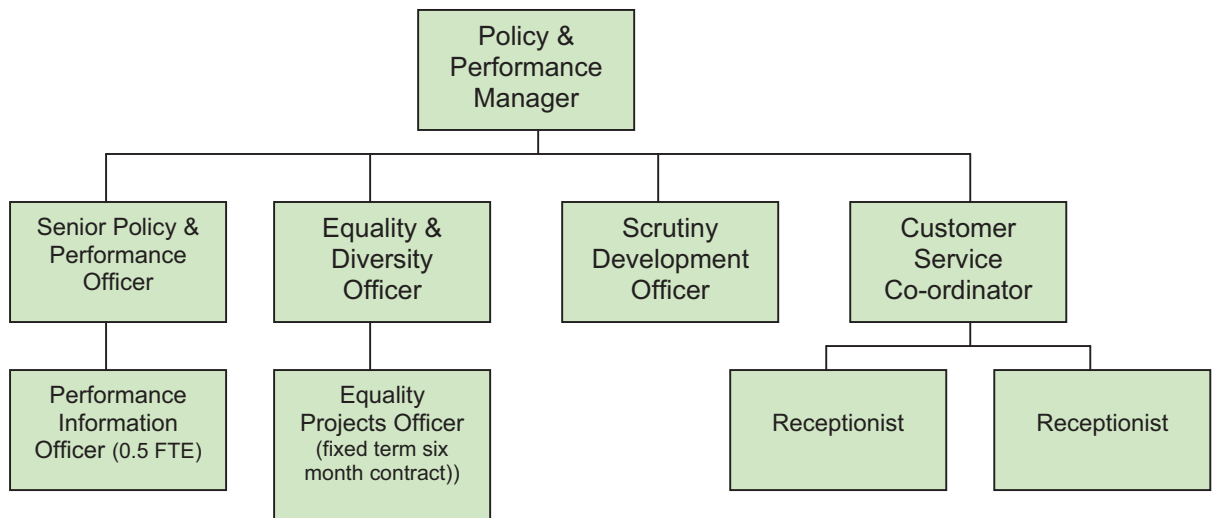 Policy &
Performance
Manager
Senior Policy &
Performance
Officer
Equality &
Diversity
Officer
Scrutiny
Development
Officer
Customer
Service
Co-ordinator
Performance
Information
Officer (0.5 FTE)
Equality
Projects Officer
(fixed term six
month contract))
Receptionist
Receptionist